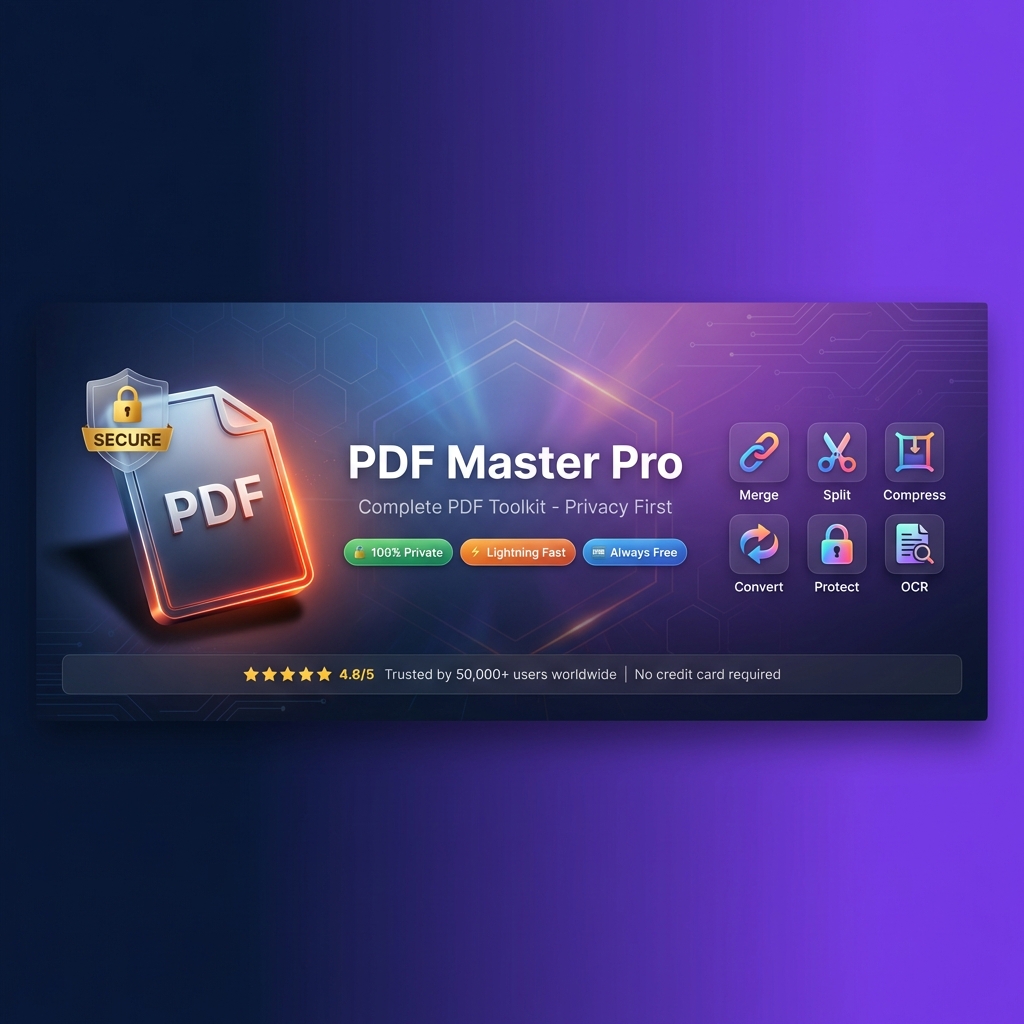 SECURE
PDF
PDF Master Pro
Complete PDF Toolkit - Privacy First
100% Private
Lightning Fast
Always Free
Merge
Split
Compress
Convert
Protect
OCR
4.8/5 Trusted by 50,000+ users worldwide | No credit card required